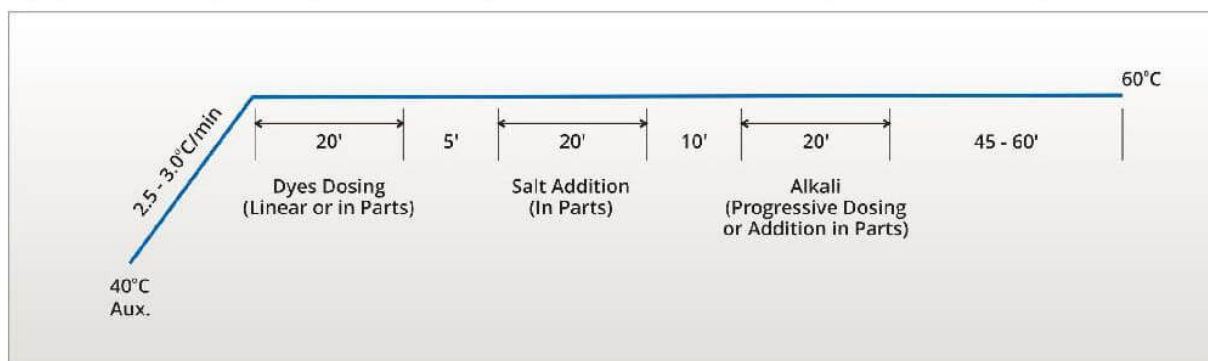 60°C
2.5 - 3.0°C/min
20'
5'
20'
10'
20'
45 - 60'
Dyes Dosing
(Linear or in Parts)
Salt Addition
(In Parts)
Alkali
(Progressive Dosing
or Addition in Parts)
40°C
Aux.